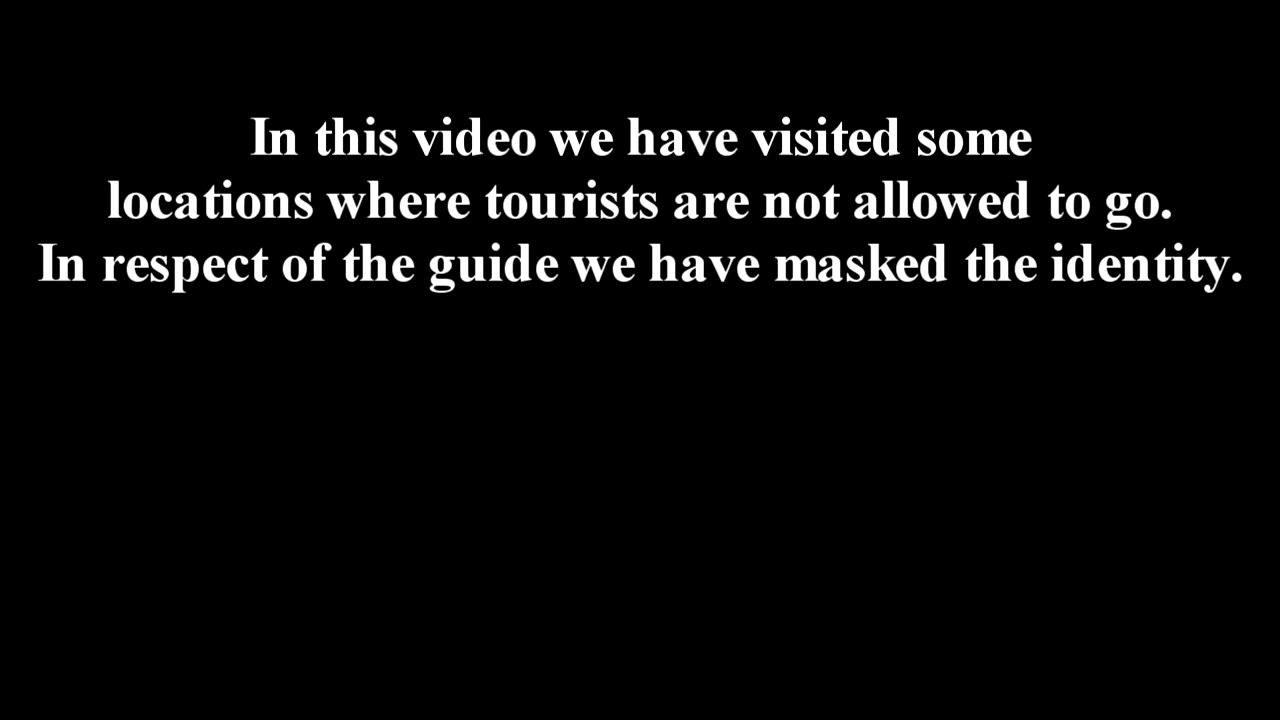 In this video we have visited some
locations where tourists are not allowed to go.
In respect of the guide we have masked the identity.